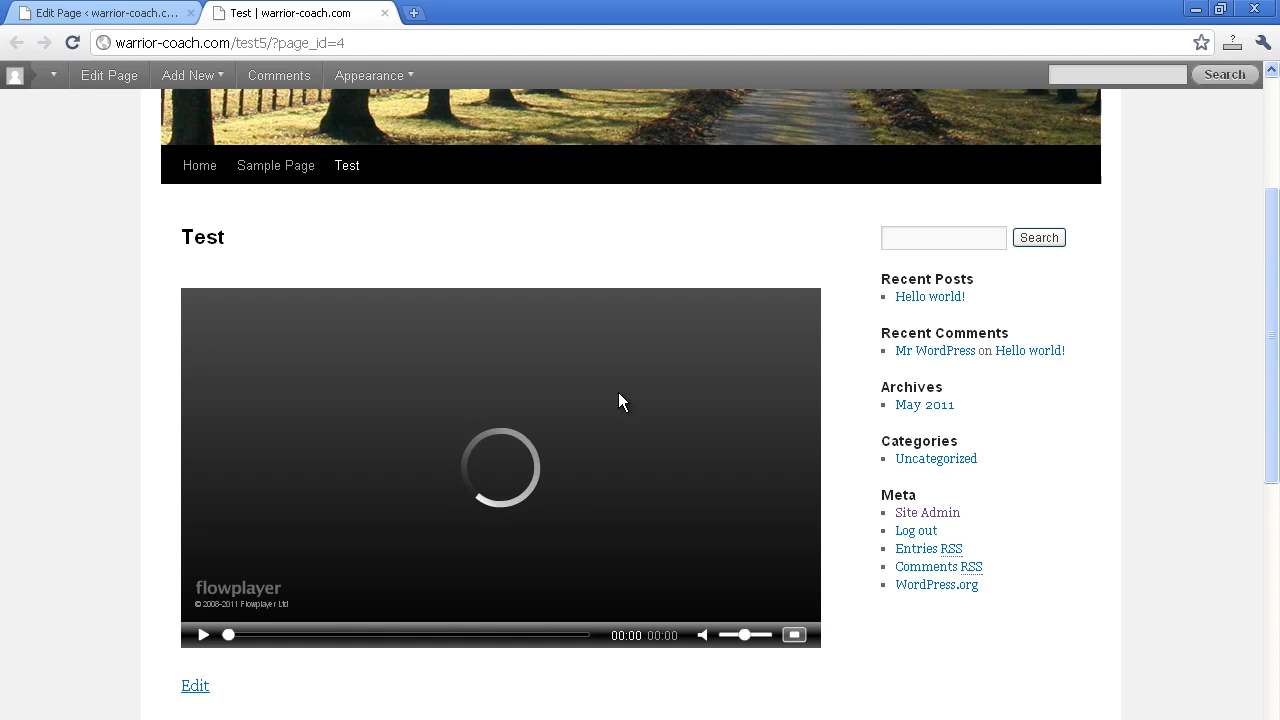 Edit Page < warrior-coach.c...
Test | warrior-coach.com
warrior-coach.com/test5/?page_id=4
Edit Page Add New Comments Appearance Search
Home Sample Page Test
Test
flowplayer
© 2008-2011 Flowplayer Ltd
00:00 00:00
Edit
Search
Recent Posts
Hello world!
Recent Comments
Mr WordPress on Hello world!
Archives
May 2011
Categories
Uncategorized
Meta
Site Admin
Log out
Entries RSS
Comments RSS
WordPress.org